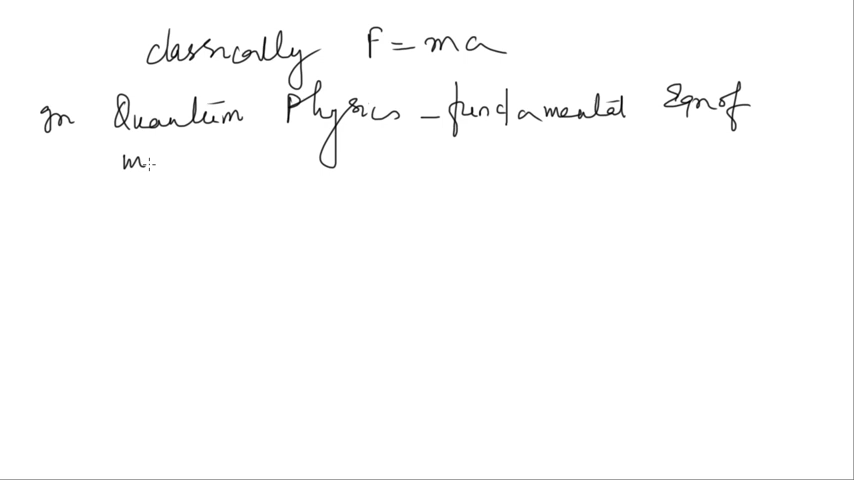 classically F = ma
In Quantum Physics - fundamental Eqn of
m